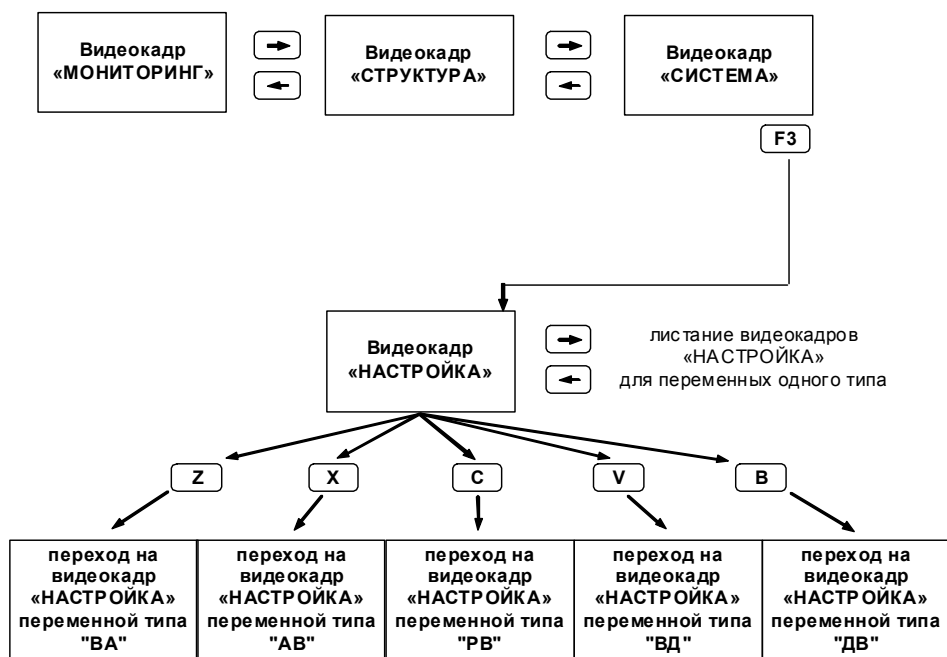 Видеокадр
«МОНИТОРИНГ»
Видеокадр
«СТРУКТУРА»
Видеокадр
«СИСТЕМА»
F3
Видеокадр
«НАСТРОЙКА»
листание видеокадров
«НАСТРОЙКА»
для переменных одного типа
Z
X
C
V
B
переход на
видеокадр
«НАСТРОЙКА»
переменной типа
"ВА"
переход на
видеокадр
«НАСТРОЙКА»
переменной типа
"АВ"
переход на
видеокадр
«НАСТРОЙКА»
переменной типа
"РВ"
переход на
видеокадр
«НАСТРОЙКА»
переменной типа
"ВД"
переход на
видеокадр
«НАСТРОЙКА»
переменной типа
"ДВ"